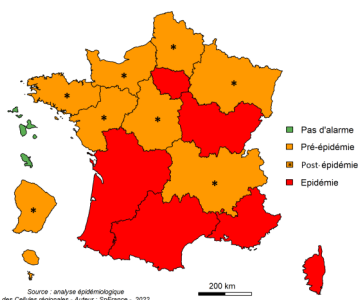 Pas d'alarme
Pré-épidémie
Post-épidémie
Epidémie
200 km
Source : analyse épidémiologique
des Cellules régionales - Auteur : SpFrance - 2022